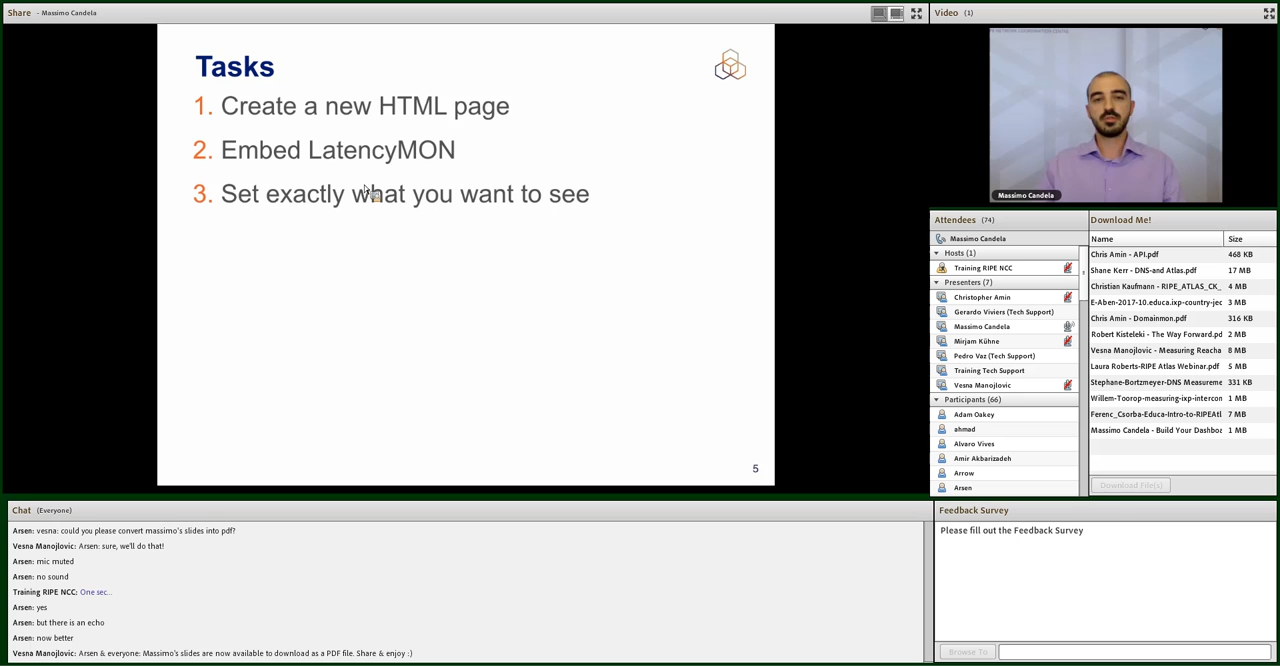 Share - Massimo Candela
Tasks
1. Create a new HTML page
2. Embed LatencyMON
3. Set exactly what you want to see
5
Video (1)
Massimo Candela
Attendees (74)
Massimo Candela
Hosts (1)
Training RIPE NCC
Presenters (7)
Christopher Amin
Gerardo Viviers (Tech Support)
Massimo Candela
Mirjam Kühne
Pedro Vaz (Tech Support)
Training Tech Support
Vesna Manojlovic
Participants (66)
Adam Oakey
ahmad
Alvaro Vives
Amir Akbarizadeh
Arrow
Arsen
Download Me!
Name Size
Chris Amin - API.pdf 468 KB
Shane Kerr - DNS-and Atlas.pdf 17 MB
Christian Kaufmann - RIPE_ATLAS_CK_ 4 MB
E-Aben-2017-10.educa.ixp-country-jec 3 MB
Chris Amin - Domainmon.pdf 316 KB
Robert Kisteleki - The Way Forward.pd 2 MB
Vesna Manojlovic - Measuring Reacha 8 MB
Laura Roberts-RIPE Atlas Webinar.pdf 5 MB
Stephane-Bortzmeyer-DNS Measureme 331 KB
Willem-Toorop-measuring-ixp-intercon 1 MB
Ferenc_Csorba-Educa-Intro-to-RIPEAtl 7 MB
Massimo Candela - Build Your Dashboa 1 MB
Download File(s)
Chat (Everyone)
Arsen: vesna: could you please convert massimo's slides into pdf?
Vesna Manojlovic: Arsen: sure, we'll do that!
Arsen: mic muted
Arsen: no sound
Training RIPE NCC: One sec...
Arsen: yes
Arsen: but there is an echo
Arsen: now better
Vesna Manojlovic: Arsen & everyone: Massimo's slides are now available to download as a PDF file. Share & enjoy :)
Feedback Survey
Please fill out the Feedback Survey
Browse To